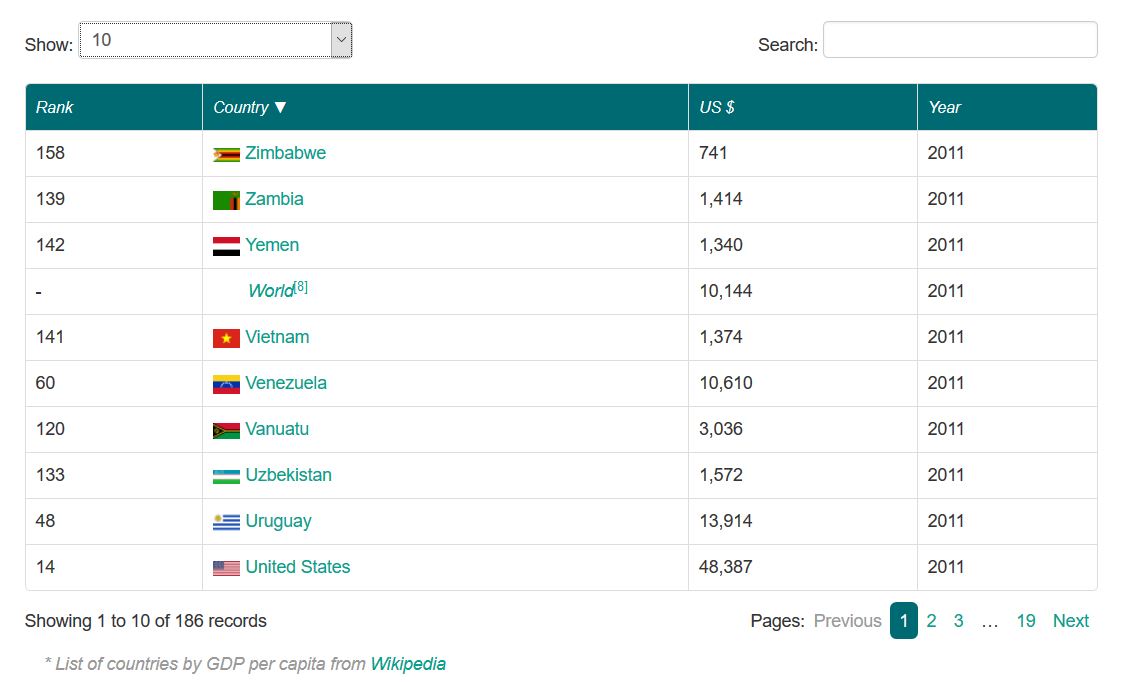 Show: 10 Search:
Rank Country ▼ US $ Year
158 Zimbabwe 741 2011
139 Zambia 1,414 2011
142 Yemen 1,340 2011
- World[8] 10,144 2011
141 Vietnam 1,374 2011
60 Venezuela 10,610 2011
120 Vanuatu 3,036 2011
133 Uzbekistan 1,572 2011
48 Uruguay 13,914 2011
14 United States 48,387 2011
Showing 1 to 10 of 186 records Pages: Previous 1 2 3 … 19 Next
* List of countries by GDP per capita from Wikipedia